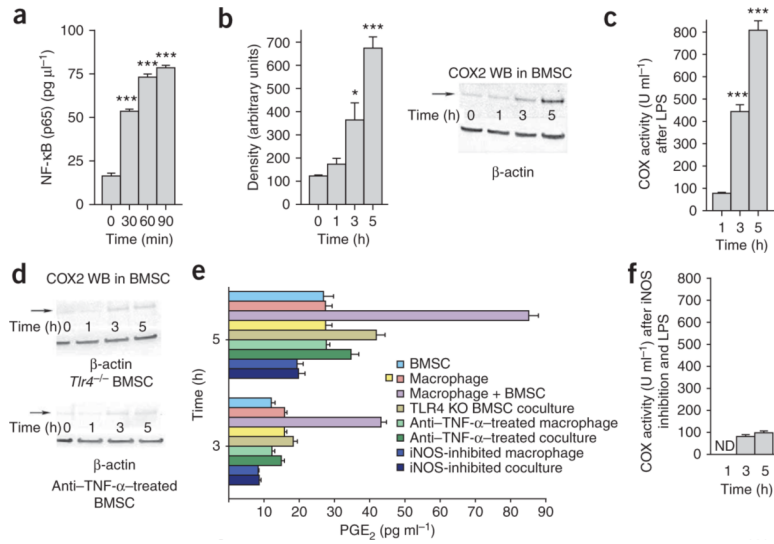 a
NF-κB (p65) (pg μl⁻¹)
100
75
50
25
0
***
***
***
0 30 60 90
Time (min)
b
Density (arbitrary units)
700
600
500
400
300
200
100
0
*
***
0 1 3 5
Time (h)
COX2 WB in BMSC
Time (h) 0 1 3 5
β-actin
c
COX activity (U ml⁻¹)
after LPS
800
700
600
500
400
300
200
100
0
***
***
1 3 5
Time (h)
d
COX2 WB in BMSC
Time (h) 0 1 3 5
β-actin
Tlr4⁻/⁻ BMSC
Time (h) 0 1 3 5
β-actin
Anti–TNF-α–treated
BMSC
e
Time (h)
5
3
BMSC
Macrophage
Macrophage + BMSC
TLR4 KO BMSC coculture
Anti–TNF-α–treated macrophage
Anti–TNF-α–treated coculture
iNOS–inhibited macrophage
iNOS-inhibited coculture
10 20 30 40 50 60 70 80 90
PGE₂ (pg ml⁻¹)
f
COX activity (U ml⁻¹) after iNOS
inhibition and LPS
800
700
600
500
400
300
200
100
0
ND
1 3 5
Time (h)